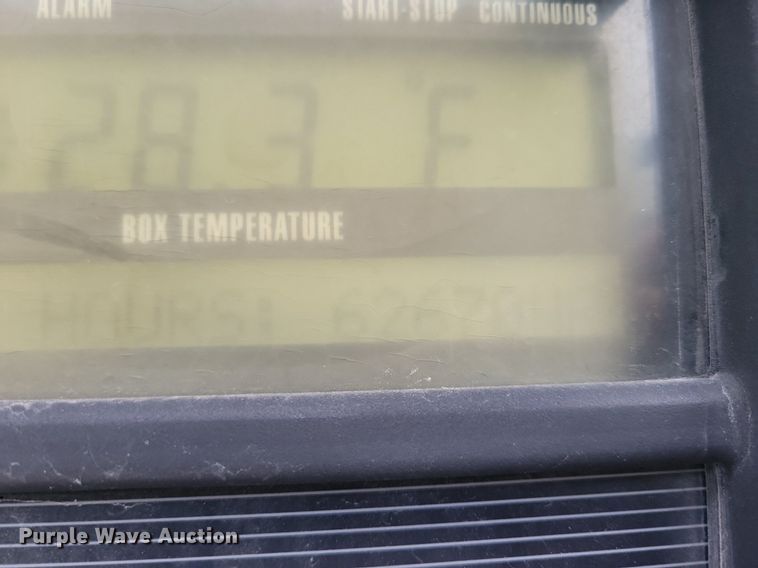 ALARM START-STOP CONTINUOUS
28.3 °F
BOX TEMPERATURE
Purple Wave Auction